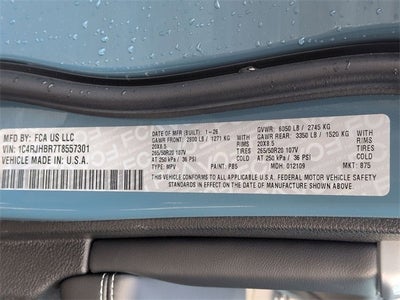 MFD BY: FCA US LLC
VIN: 1C4RJHBR7T8557301
VEHICLE MADE IN: U.S.A.
DATE OF MFR (BUILT): 1-26
GAWR FRONT: 2800 LB / 1271 KG
20X8.5
265/50R20 107V
AT 250 kPa / 36 PSI
TYPE: MPV
PAINT: PBS
GVWR: 6050 LB / 2745 KG
WITH
GAWR REAR: 3350 LB / 1520 KG
RIMS
20X8.5
WITH
TIRES
265/50R20 107V
RIMS
AT 250 kPa / 36 PSI
TIRES
MDH: 012109
MKT: 875
THIS VEHICLE CONFORMS TO ALL APPLICABLE U.S.A. FEDERAL MOTOR VEHICLE SAFETY
STANDARDS IN EFFECT ON THE DATE OF MANUFACTURE SHOWN ABOVE